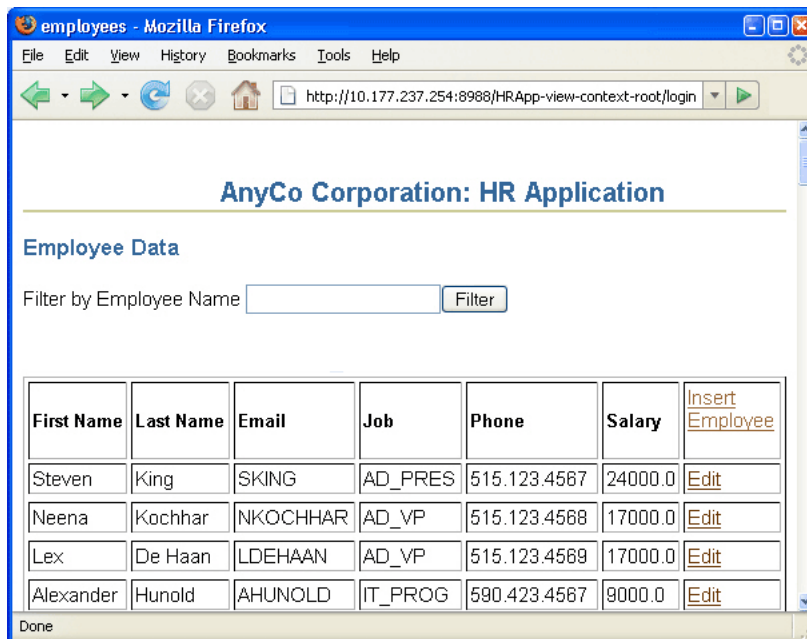 employees - Mozilla Firefox
File Edit View History Bookmarks Tools Help
http://10.177.237.254:8988/HRApp-view-context-root/login
AnyCo Corporation: HR Application
Employee Data
Filter by Employee Name Filter
First Name Last Name Email Job Phone Salary Insert
Employee
Steven King SKING AD_PRES 515.123.4567 24000.0 Edit
Neena Kochhar NKOCHHAR AD_VP 515.123.4568 17000.0 Edit
Lex De Haan LDEHAAN AD_VP 515.123.4569 17000.0 Edit
Alexander Hunold AHUNOLD IT_PROG 590.423.4567 9000.0 Edit
Done